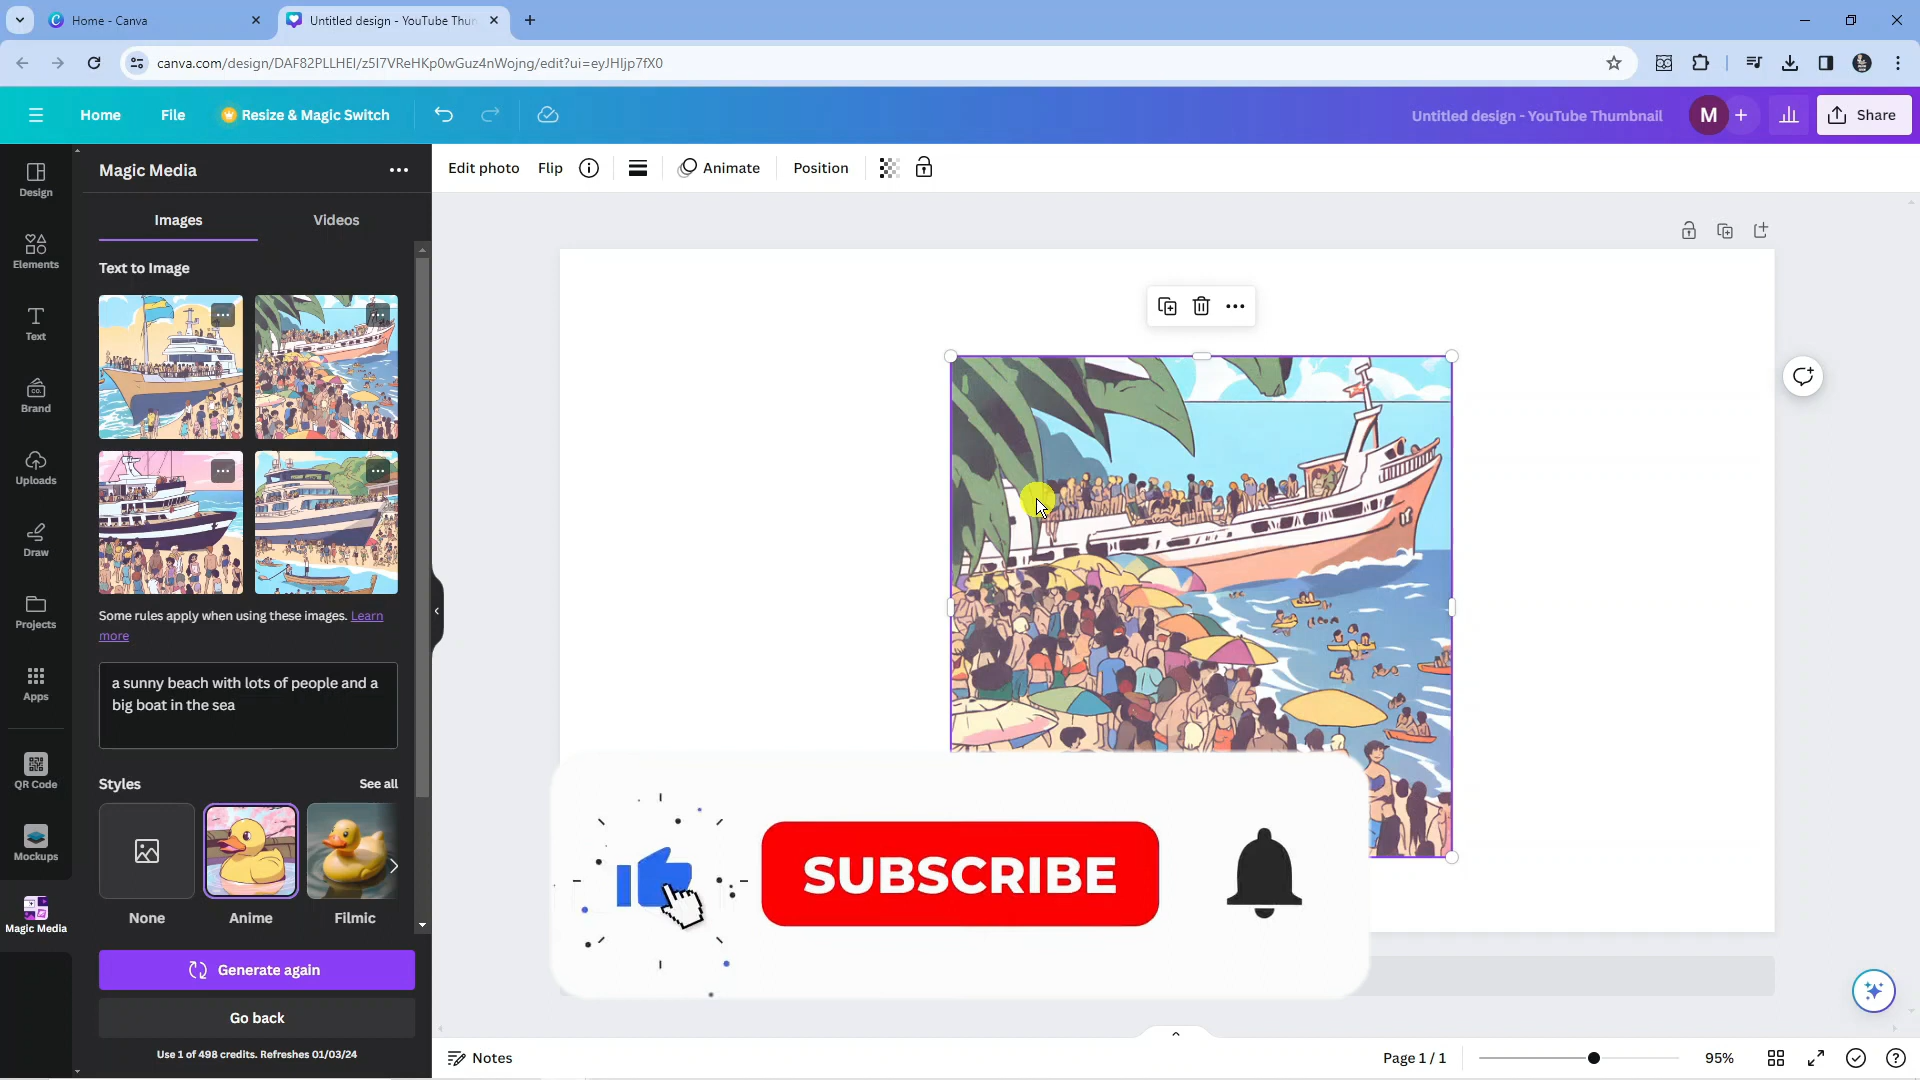 Home - Canva
Untitled design - YouTube Thu
canva.com/design/DAF82PLLHEI/z5I7VReHKp0wGuz4nWojng/edit?ui=eyJHIjp7fX0
Home
File
Resize & Magic Switch
Untitled design - YouTube Thumbnail
M
Share
Design
Elements
Text
Brand
Uploads
Draw
Projects
Apps
QR Code
Mockups
Magic Media
Magic Media
Images
Videos
Text to Image
Some rules apply when using these images. Learn
more
a sunny beach with lots of people and a
big boat in the sea
Styles
See all
None
Anime
Filmic
Generate again
Go back
Use 1 of 498 credits. Refreshes 01/03/24
Edit photo
Flip
Animate
Position
SUBSCRIBE
Notes
Page 1 / 1
95%